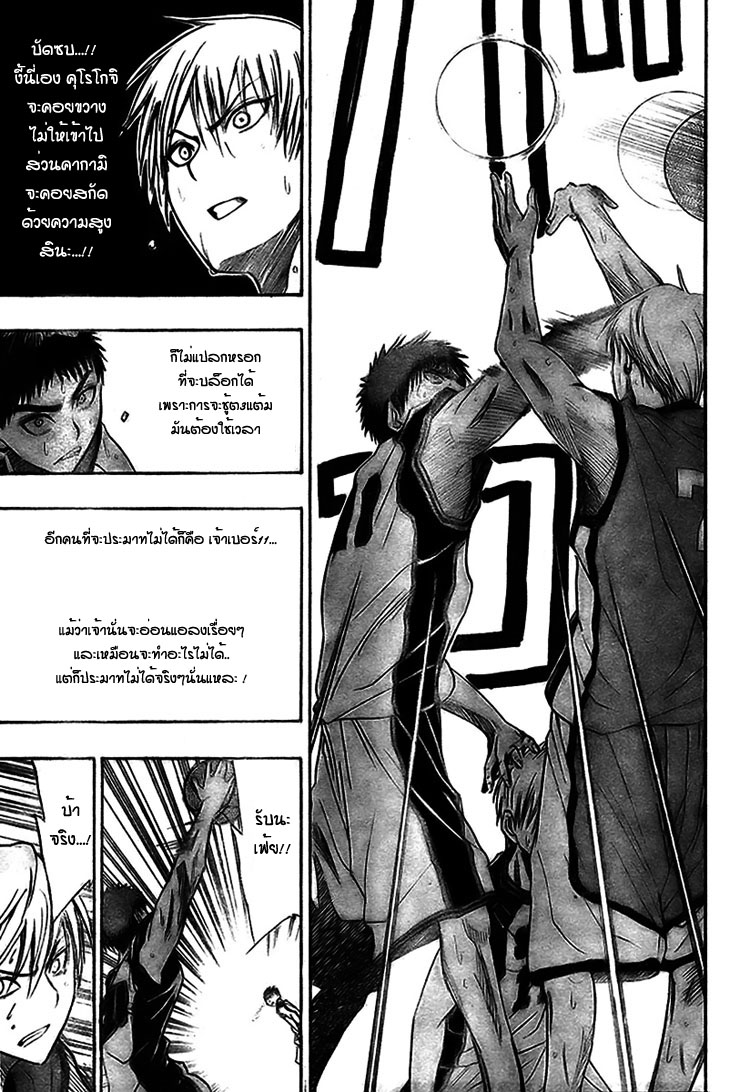 บัดซบ...!!
งี้นี่เอง คุโรโกจิ
จะคอยขวาง
ไม่ให้เข้าไป
ส่วนคากามิ
จะคอยสกัด
ด้วยความสูง
สินะ...!!
ก็ไม่แปลกหรอก
ที่จะบล็อกได้
เพราะการจะชู้ตงแต้ม
มันต้องใช้เวลา
อีกคนที่จะประมาทไม่ได้ก็คือ เจ้าเบอร์11...
แม้ว่าเจ้านั่นจะอ่อนแอลงเรื่อยๆ
และเหมือนจะทำอะไรไม่ได้..
แต่ก็ประมาทไม่ได้จริงๆนั่นแหละ !
รับนะ
เฟ้ย!!
บ้า
จริง...!